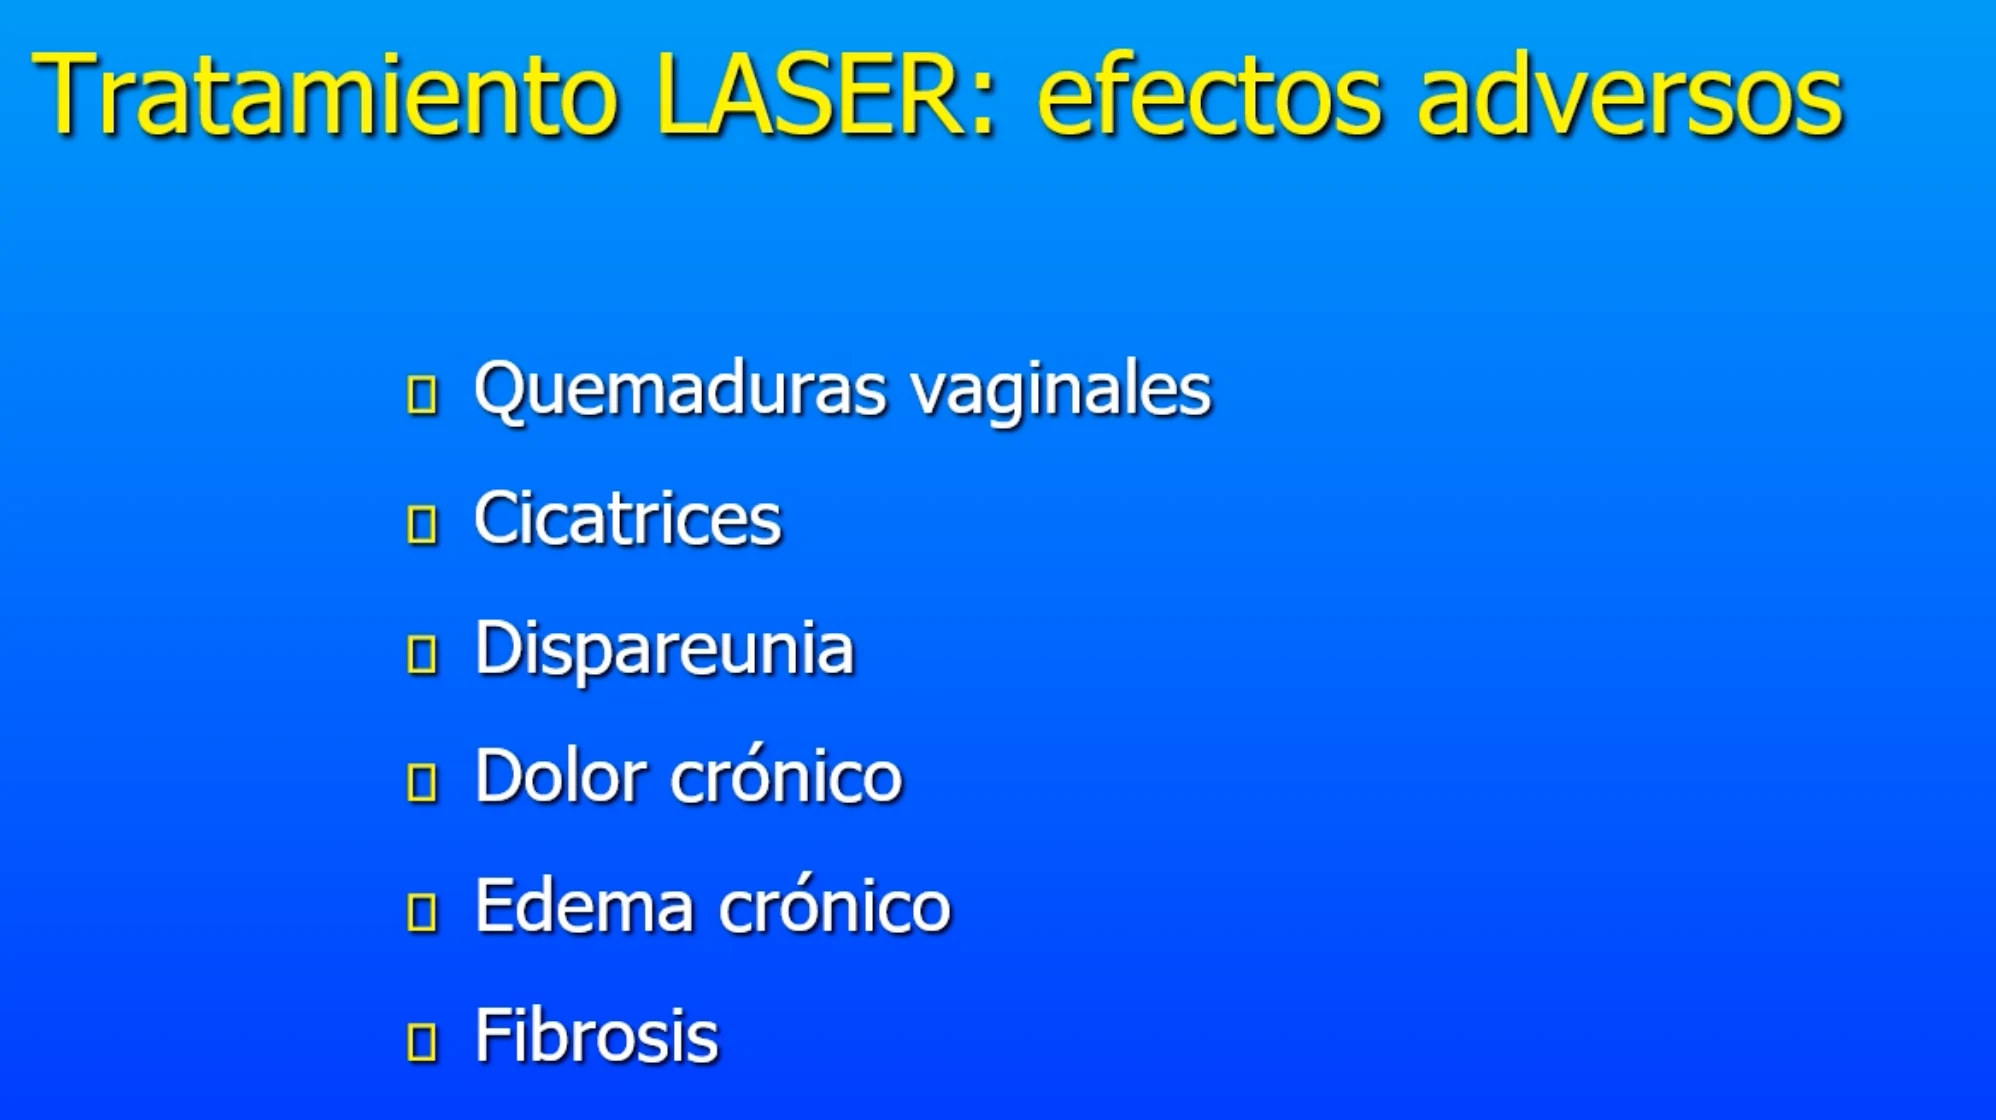 Tratamiento LASER: efectos adversos
Quemaduras vaginales
Cicatrices
Dispareunia
Dolor crónico
Edema crónico
Fibrosis